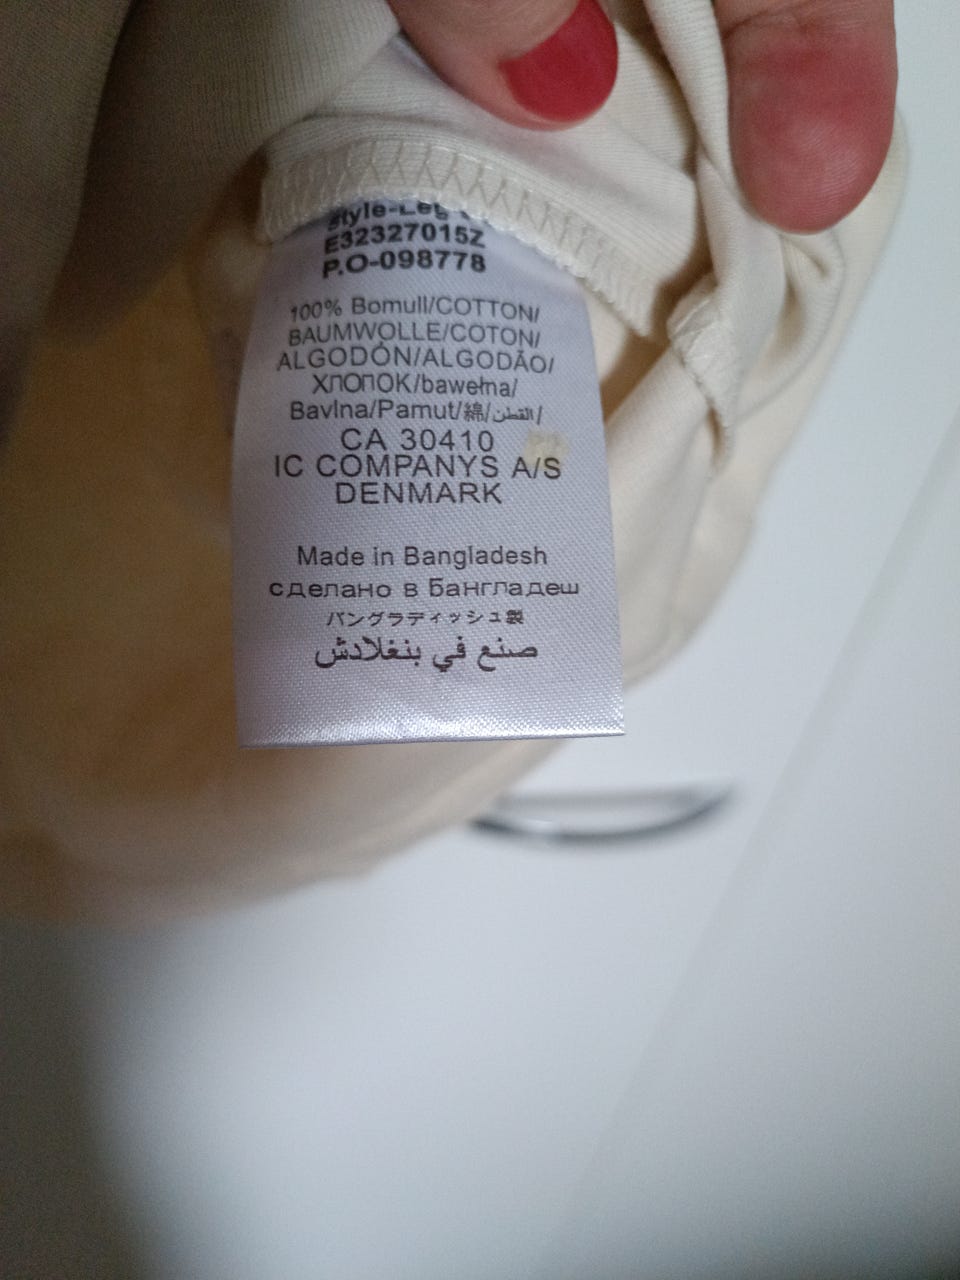 Style-Leg
E32327015Z
P.O-098778
100% Bomull/COTTON/
BAUMWOLLE/COTON/
ALGODÓN/ALGODÃO/
ХЛОПОК/bawełna/
Bavlna/Pamut/綿/القطن/
CA 30410
IC COMPANYS A/S
DENMARK
Made in Bangladesh
сделано в Бангладеш
バングラディッシュ製
صنع في بنغلادش